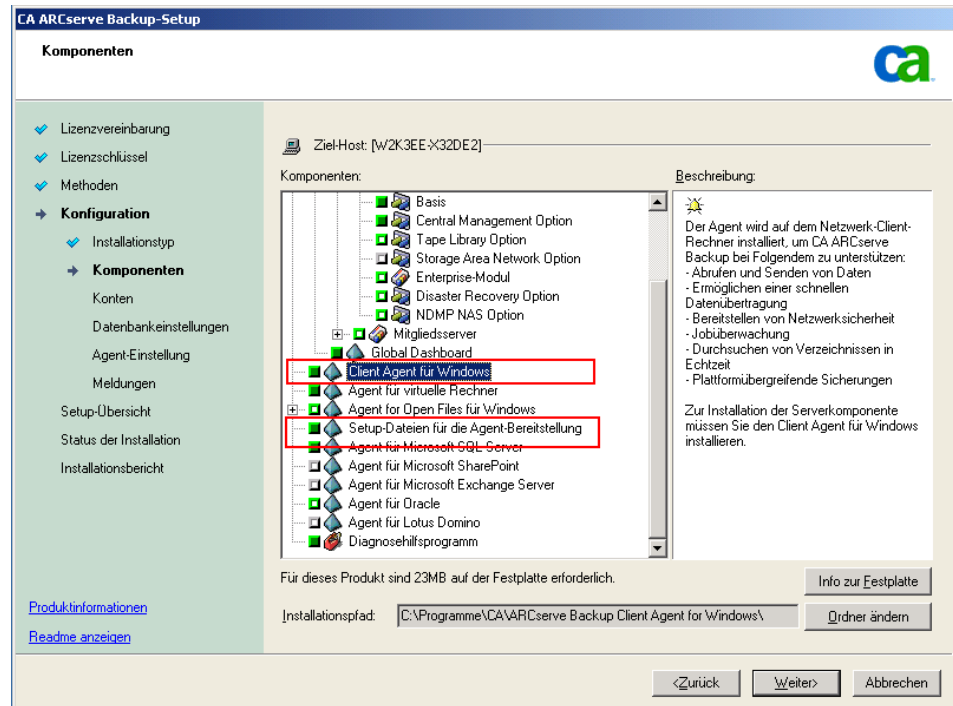 CA ARCserve Backup-Setup
Komponenten
ca
Lizenzvereinbarung
Lizenzschlüssel
Methoden
Konfiguration
Installationstyp
Komponenten
Konten
Datenbankeinstellungen
Agent-Einstellung
Meldungen
Setup-Übersicht
Status der Installation
Installationsbericht
Produktinformationen
Readme anzeigen
Ziel-Host: [W2K3EE-X32DE2]
Komponenten:
Basis
Central Management Option
Tape Library Option
Storage Area Network Option
Enterprise-Modul
Disaster Recovery Option
NDMP NAS Option
Mitgliedsserver
Global Dashboard
Client Agent für Windows
Agent für virtuelle Rechner
Agent for Open Files für Windows
Setup-Dateien für die Agent-Bereitstellung
Agent für Microsoft SQL Server
Agent für Microsoft SharePoint
Agent für Microsoft Exchange Server
Agent für Oracle
Agent für Lotus Domino
Diagnosehilfsprogramm
Beschreibung:
Der Agent wird auf dem Netzwerk-Client-
Rechner installiert, um CA ARCserve
Backup bei Folgendem zu unterstützen:
- Abrufen und Senden von Daten
- Ermöglichen einer schnellen
Datenübertragung
- Bereitstellen von Netzwerksicherheit
- Jobüberwachung
- Durchsuchen von Verzeichnissen in
Echtzeit
- Plattformübergreifende Sicherungen
Zur Installation der Serverkomponente
müssen Sie den Client Agent für Windows
installieren.
Für dieses Produkt sind 23MB auf der Festplatte erforderlich.
Info zur Festplatte
Installationspfad:
C:\Programme\CA\ARCserve Backup Client Agent for Windows\
Ordner ändern
<Zurück
Weiter>
Abbrechen